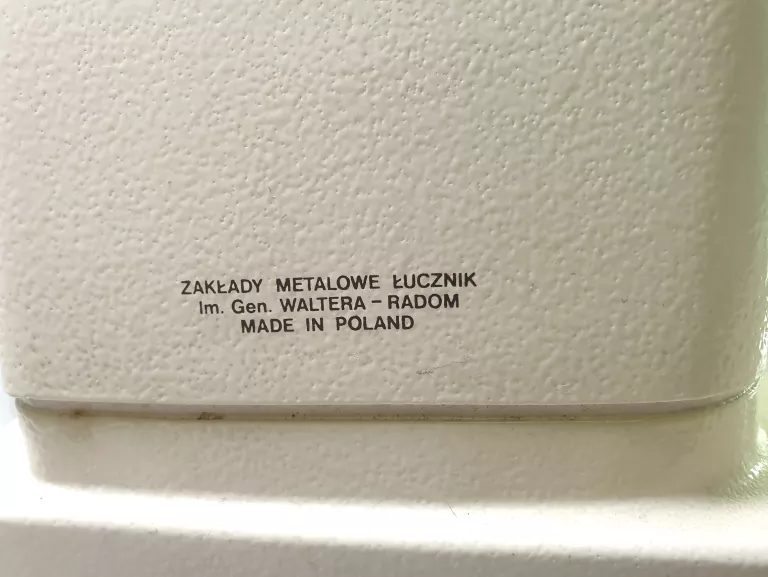 ZAKŁADY METALOWE ŁUCZNIK
Im. Gen. WALTERA – RADOM
MADE IN POLAND